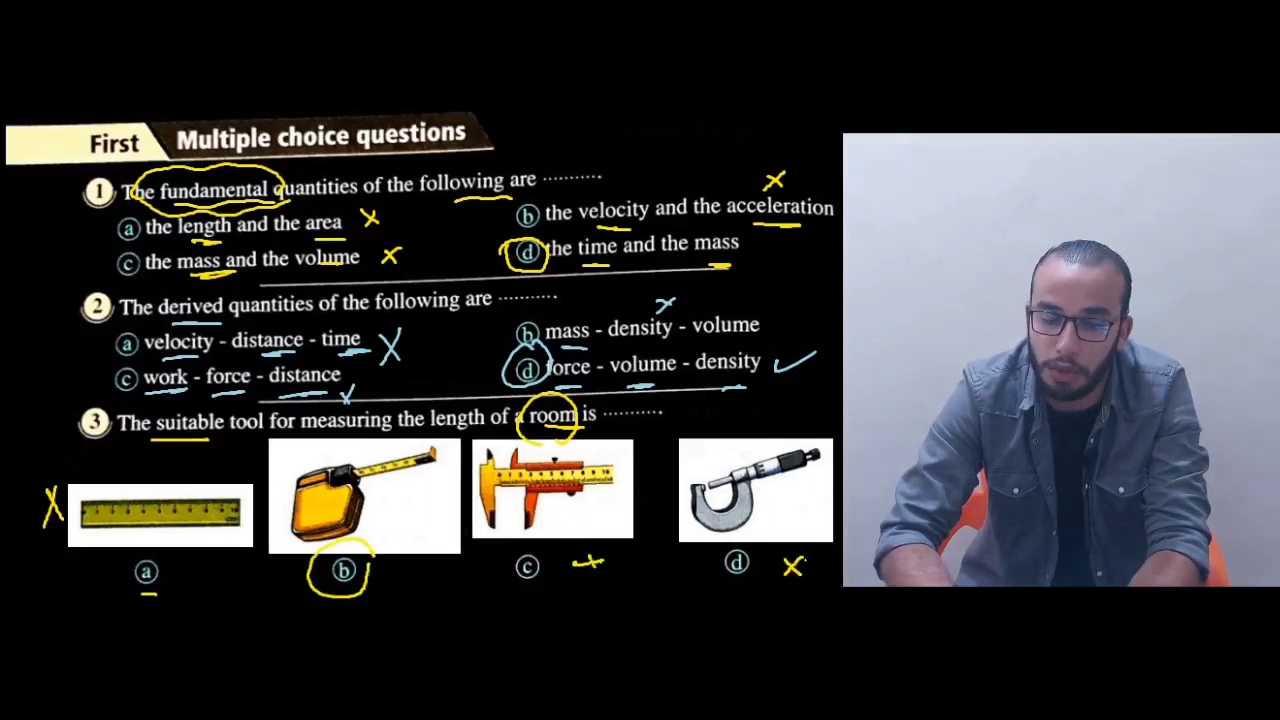 First Multiple choice questions
1 The fundamental quantities of the following are ...........
a the length and the area
b the velocity and the acceleration
c the mass and the volume
d the time and the mass
2 The derived quantities of the following are ...........
a velocity - distance - time
b mass - density - volume
c work - force - distance
d force - volume - density
3 The suitable tool for measuring the length of a room is ...........
a b c d